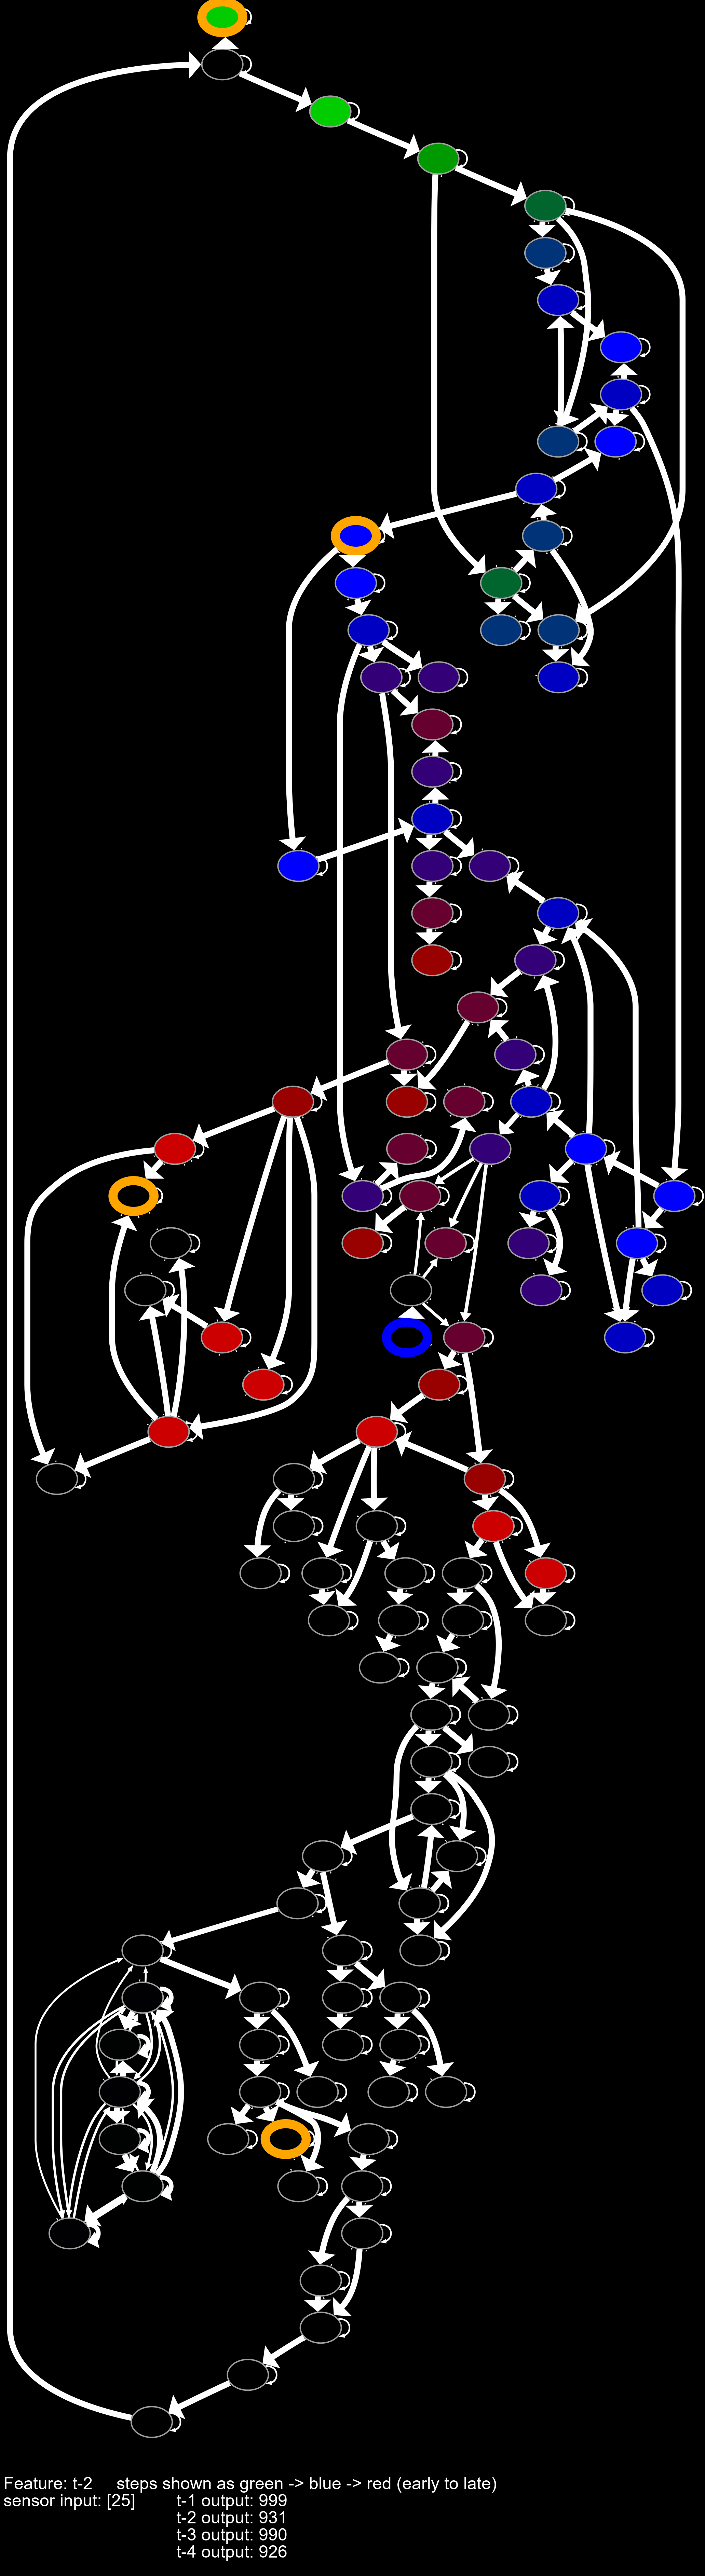 Feature: t-2 steps shown as green -> blue -> red (early to late)
sensor input: [25] t-1 output: 999
t-2 output: 931
t-3 output: 990
t-4 output: 926